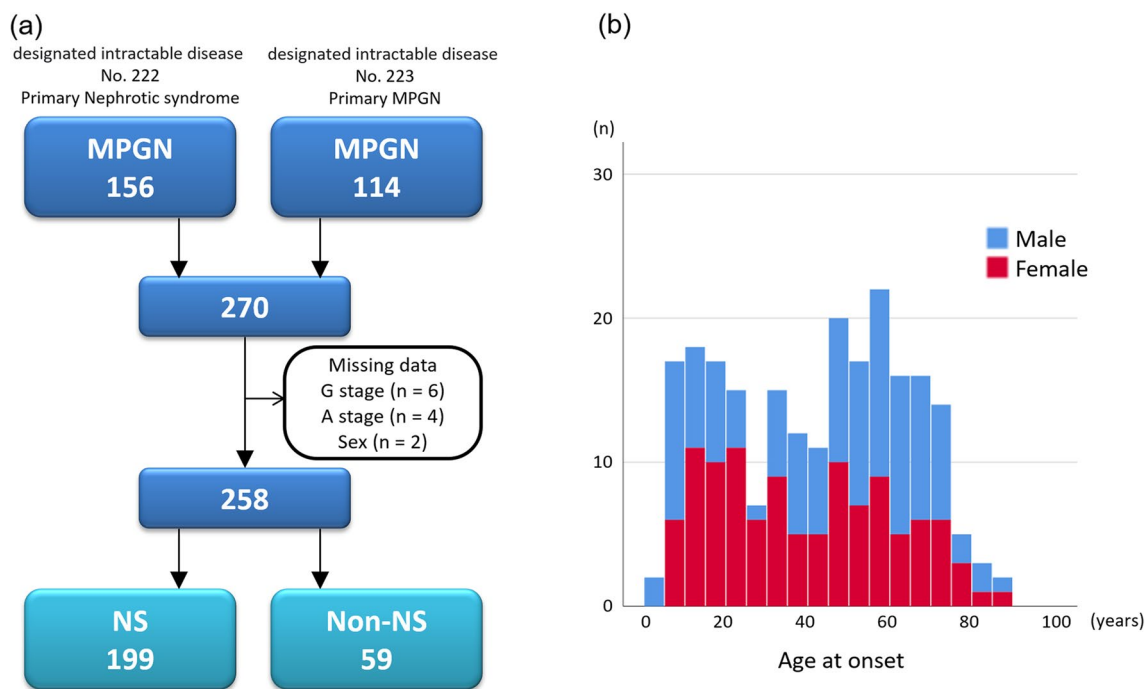 (a)
designated intractable disease
No. 222
Primary Nephrotic syndrome
designated intractable disease
No. 223
Primary MPGN
MPGN
156
MPGN
114
270
Missing data
G stage (n = 6)
A stage (n = 4)
Sex (n = 2)
258
NS
199
Non-NS
59
(b)
(n)
30
20
10
0
Male
Female
0 20 40 60 80 100 (years)
Age at onset